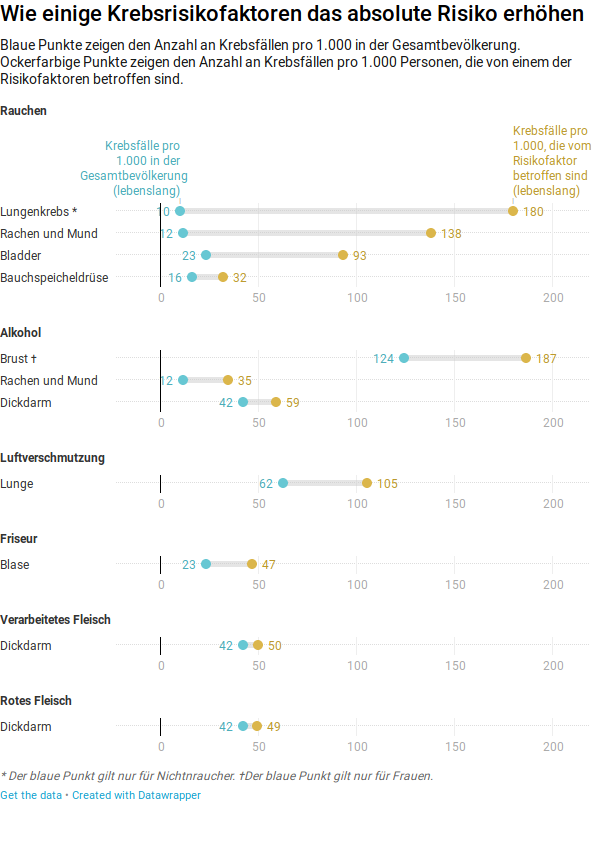 Wie einige Krebsrisikofaktoren das absolute Risiko erhöhen
Blaue Punkte zeigen den Anzahl an Krebsfällen pro 1.000 in der Gesamtbevölkerung.
Ockerfarbige Punkte zeigen den Anzahl an Krebsfällen pro 1.000 Personen, die von einem der
Risikofaktoren betroffen sind.
Rauchen
Krebsfälle pro
1.000 in der
Gesamtbevölkerung
(lebenslang)
Krebsfälle pro
1.000, die vom
Risikofaktor
betroffen sind
(lebenslang)
Lungenkrebs * 10 180
Rachen und Mund 12 138
Bladder 23 93
Bauchspeicheldrüse 16 32
0 50 100 150 200
Alkohol
Brust † 124 187
Rachen und Mund 12 35
Dickdarm 42 59
0 50 100 150 200
Luftverschmutzung
Lunge 62 105
0 50 100 150 200
Friseur
Blase 23 47
0 50 100 150 200
Verarbeitetes Fleisch
Dickdarm 42 50
0 50 100 150 200
Rotes Fleisch
Dickdarm 42 49
0 50 100 150 200
* Der blaue Punkt gilt nur für Nichtnraucher. †Der blaue Punkt gilt nur für Frauen.
Get the data • Created with Datawrapper